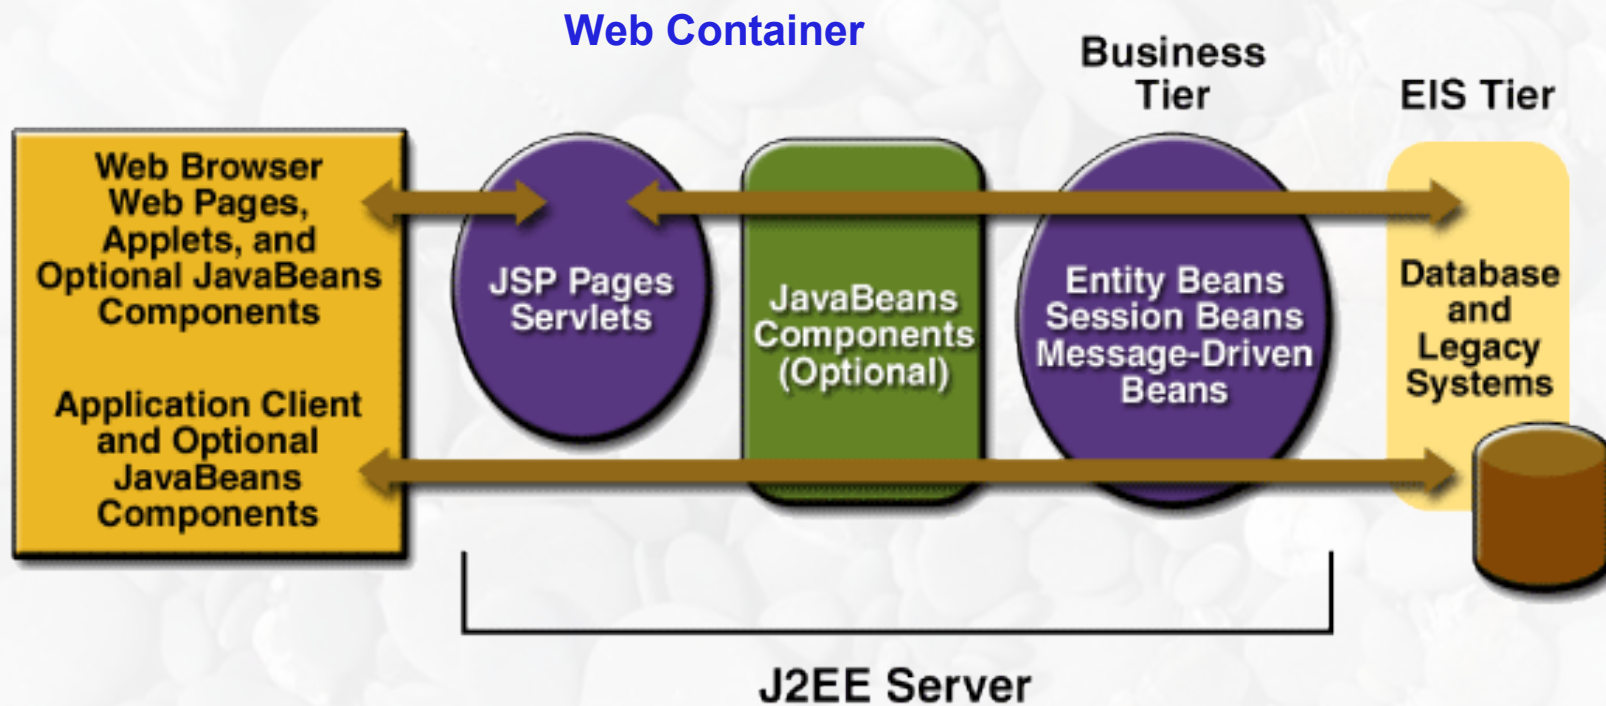 Web Container
Business
Tier
EIS Tier
Web Browser
Web Pages,
Applets, and
Optional JavaBeans
Components
Application Client
and Optional
JavaBeans
Components
JSP Pages
Servlets
JavaBeans
Components
(Optional)
Entity Beans
Session Beans
Message-Driven
Beans
Database
and
Legacy
Systems
J2EE Server